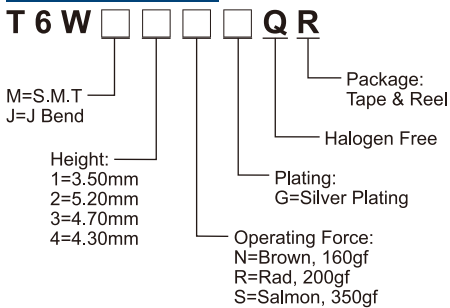 T6W□□□□QR
M=S.M.T
J=J Bend
Height:
1=3.50mm
2=5.20mm
3=4.70mm
4=4.30mm
Package:
Tape & Reel
Halogen Free
Plating:
G=Silver Plating
Operating Force:
N=Brown, 160gf
R=Rad, 200gf
S=Salmon, 350gf